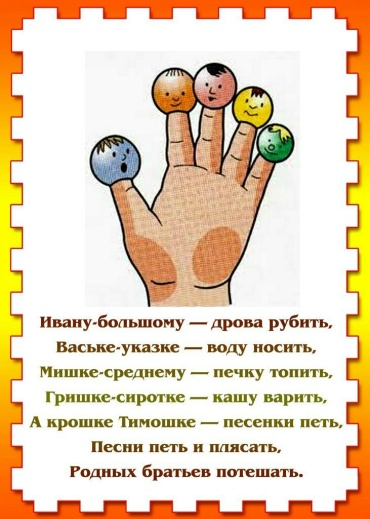 Ивану-большому — дрова рубить,
Ваське-указке — воду носить,
Мишке-среднему — печку топить,
Гришке-сиротке — кашу варить,
А крошке Тимошке — песенки петь,
Песни петь и плясать,
Родных братьев потешать.